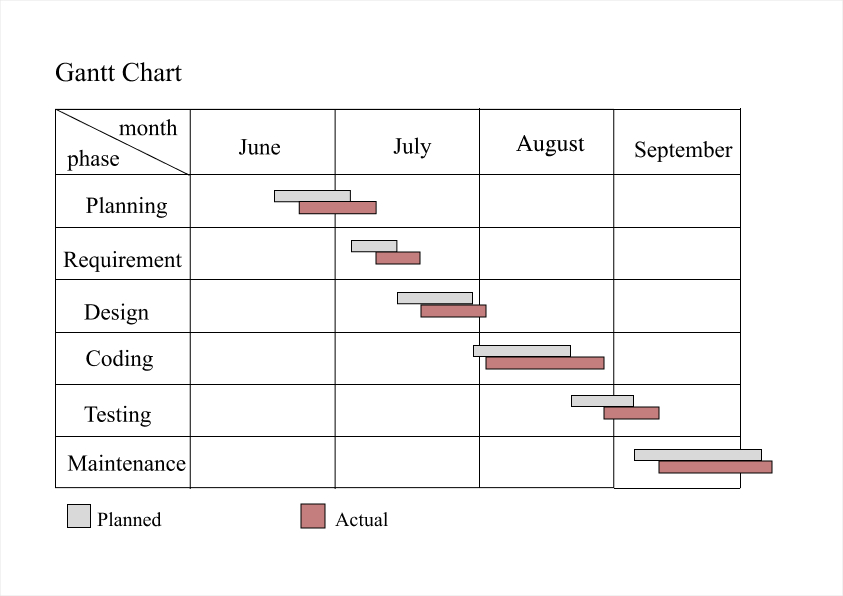 Gantt Chart
month
phase
June
July
August
September
Planning
Requirement
Design
Coding
Testing
Maintenance
Planned
Actual